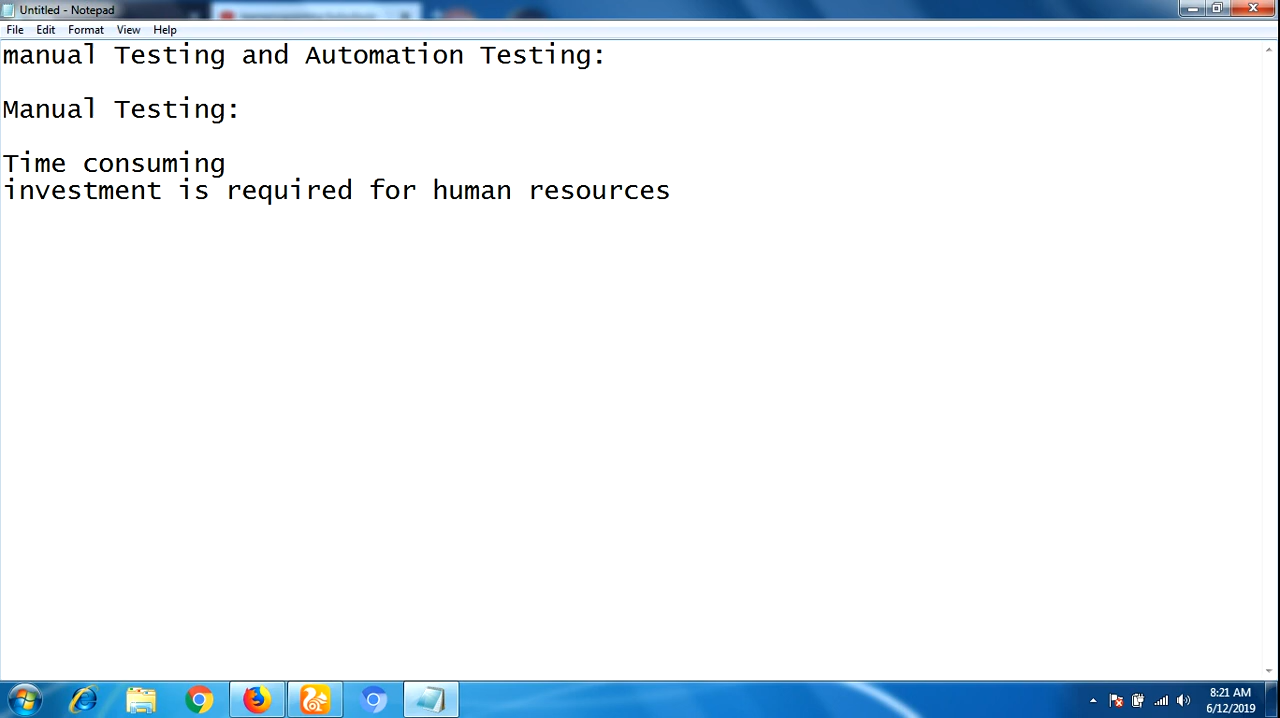 Untitled - Notepad
File Edit Format View Help
manual Testing and Automation Testing:
Manual Testing:
Time consuming
investment is required for human resources
8:21 AM
6/12/2019